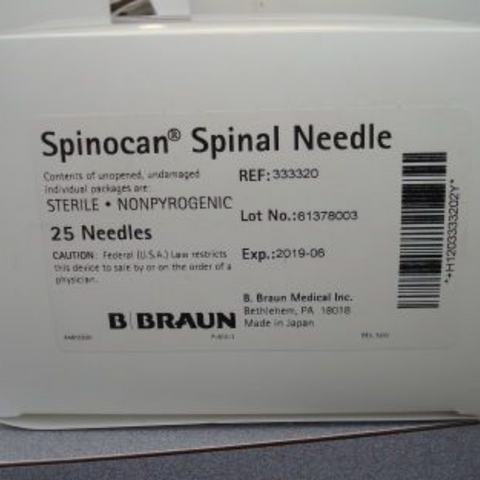 Spinocan® Spinal Needle
Contents of unopened, undamaged
individual packages are:
STERILE • NONPYROGENIC
25 Needles
CAUTION: Federal (U.S.A.) Law restricts
this device to sale by or on the order of a
physician.
REF: 333320
Lot No.: 61378003
Exp.: 2019-06
B. Braun Medical Inc.
Bethlehem, PA 18018
Made in Japan
B BRAUN
*+H1203333202Y*